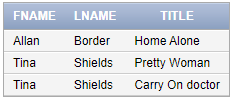 FNAME LNAME TITLE
Allan Border Home Alone
Tina Shields Pretty Woman
Tina Shields Carry On doctor